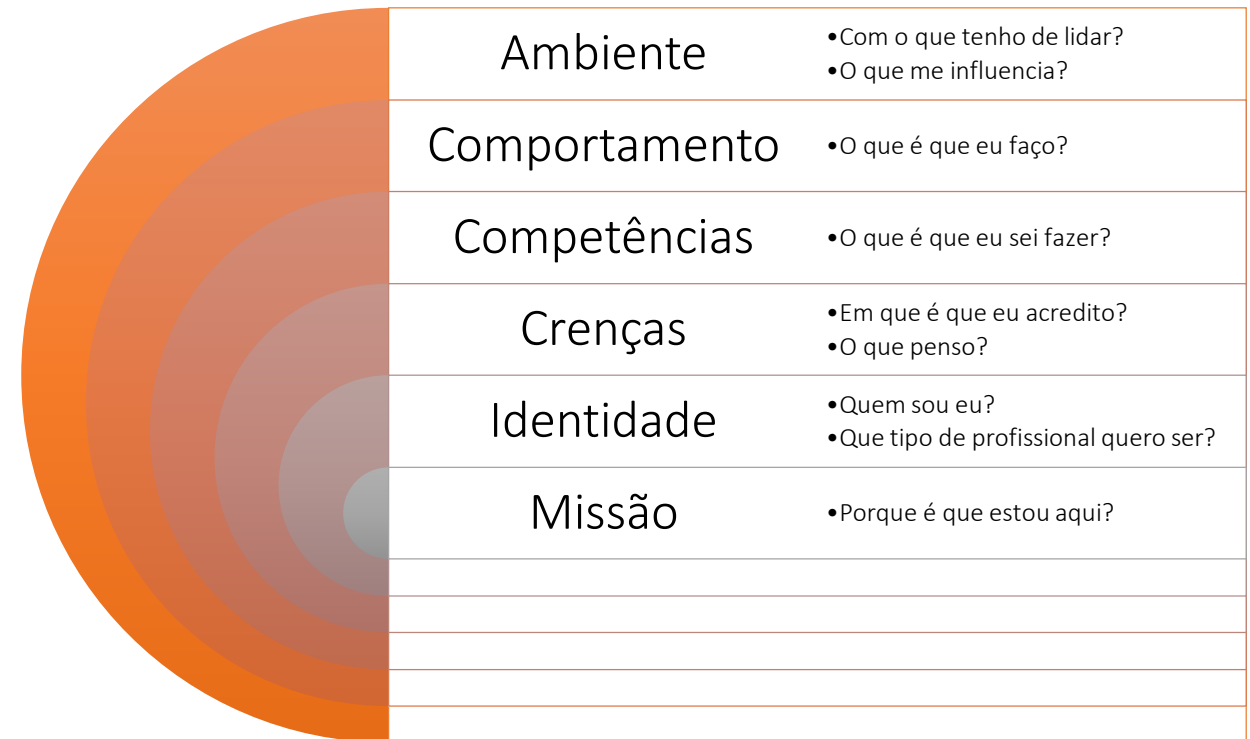 Ambiente
•Com o que tenho de lidar?
•O que me influencia?
Comportamento
•O que é que eu faço?
Competências
•O que é que eu sei fazer?
Crenças
•Em que é que eu acredito?
•O que penso?
Identidade
•Quem sou eu?
•Que tipo de profissional quero ser?
Missão
•Porque é que estou aqui?